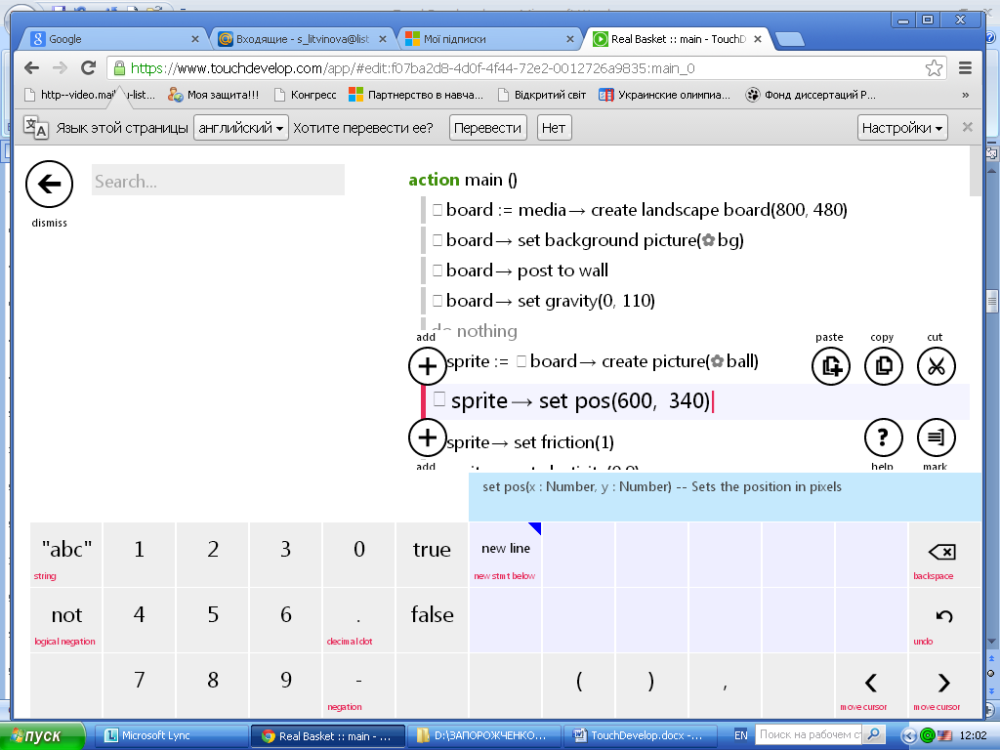 Google
Входящие - s_litvinova@list
Мої підписки
Real Basket :: main - TouchD
https://www.touchdevelop.com/app/#edit:f07ba2d8-4d0f-4f44-72e2-0012726a9835:main_0
http--video.mail.ru-list...
Моя защита!!!
Конгресс
Партнерство в навча...
Відкритий світ
Украинские олимпиа...
Фонд диссертаций Р...
»
Язык этой страницы английский Хотите перевести ее? Перевести Нет Настройки
Search...
dismiss
action main ()
board := media→ create landscape board(800, 480)
board→ set background picture(✿bg)
board→ post to wall
board→ set gravity(0, 110)
do nothing
add paste copy cut
sprite := board→ create picture(✿ball)
sprite→ set pos(600, 340)
sprite→ set friction(1)
add help mark
set pos(x : Number, y : Number) -- Sets the position in pixels
"abc" 1 2 3 0 true new line
string new stmt below backspace
not 4 5 6 . false
logical negation decimal dot undo
7 8 9 - ( ) ,
negation move cursor move cursor
пуск Microsoft Lync Real Basket :: main - ... D:\ЗАПОРОЖЧЕНКО... TouchDevelop.docx -... EN Поиск на рабочем ст 12:02